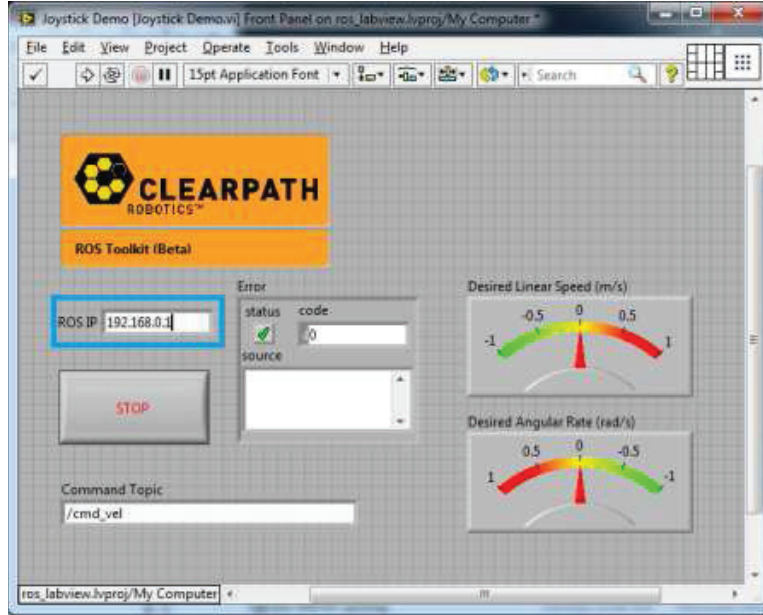 Joystick Demo [Joystick Demo.vi] Front Panel on ros_labview.lvproj/My Computer *
File Edit View Project Operate Tools Window Help
15pt Application Font Search
CLEARPATH
ROBOTICS™
ROS Toolkit (Beta)
ROS IP 192.168.0.1
Error
status code
0
source
STOP
Command Topic
/cmd_vel
Desired Linear Speed (m/s)
-1 -0.5 0 0.5 1
Desired Angular Rate (rad/s)
1 0.5 0 -0.5 -1
ros_labview.lvproj/My Computer